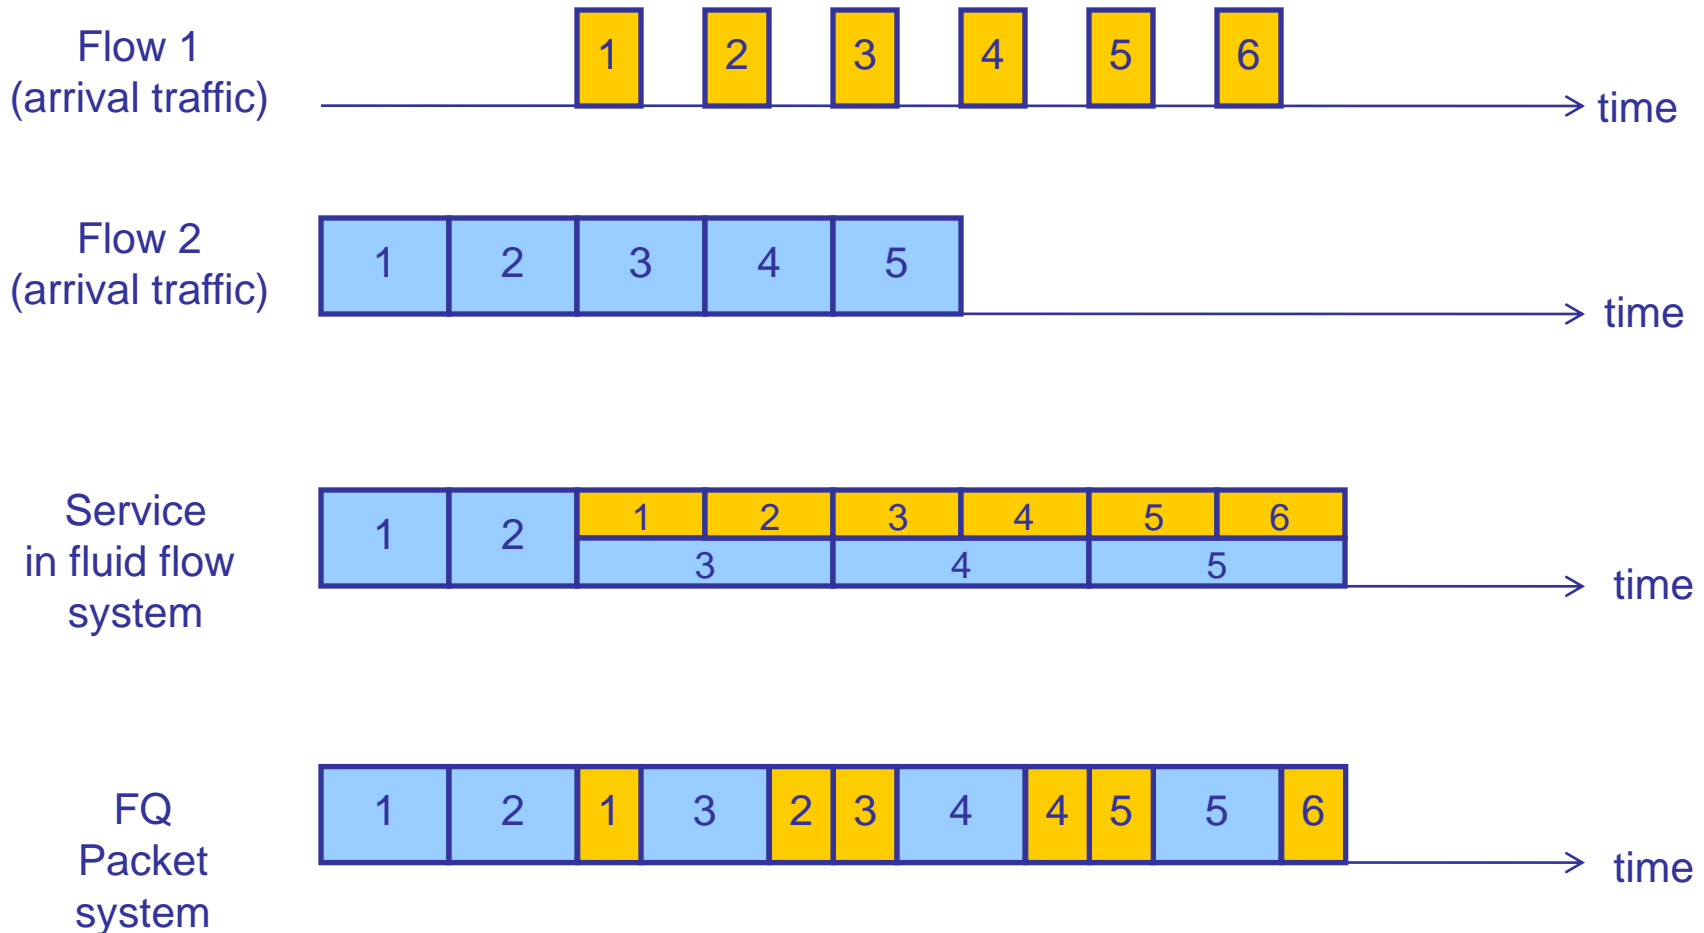 Flow 1
(arrival traffic)
1 2 3 4 5 6
time
Flow 2
(arrival traffic)
1 2 3 4 5
time
Service
in fluid flow
system
1 2
1 2 3 4 5 6
3 4 5
time
FQ
Packet
system
1 2 1 3 2 3 4 4 5 5 6
time